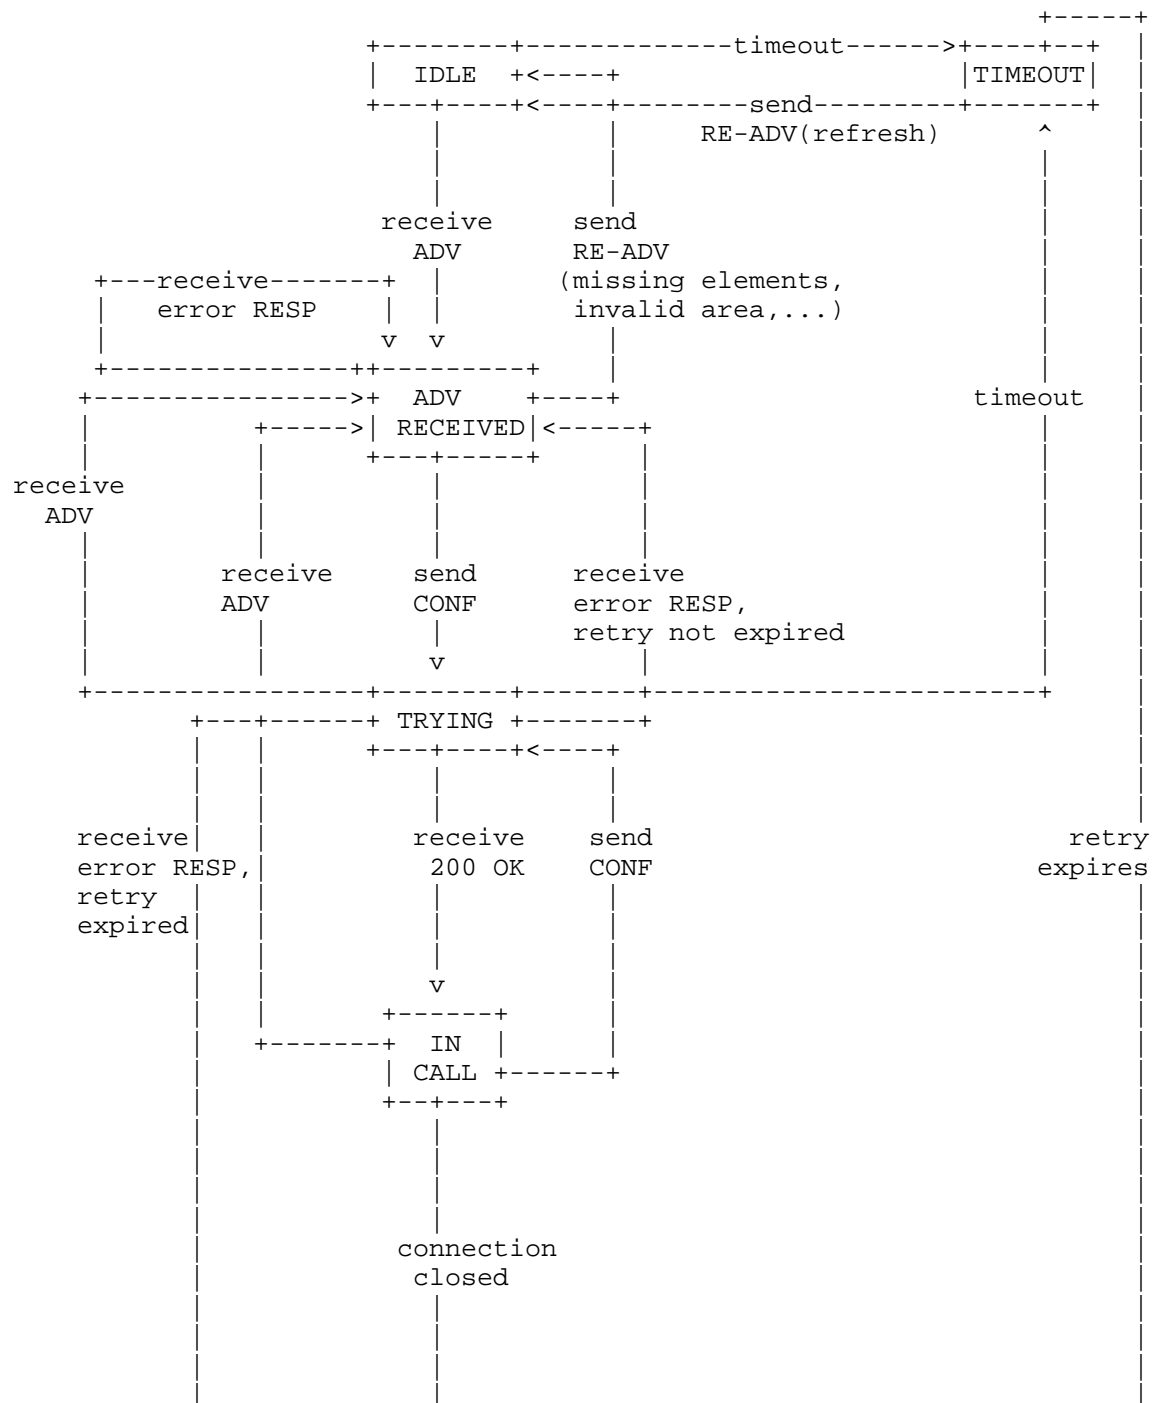 timeout
IDLE TIMEOUT
send
RE-ADV(refresh)
receive send
ADV RE-ADV
receive (missing elements,
error RESP invalid area,...)
ADV timeout
RECEIVED
receive
ADV
receive send receive
ADV CONF error RESP,
retry not expired
TRYING
receive receive send retry
error RESP, 200 OK CONF expires
retry
expired
IN
CALL
connection
closed